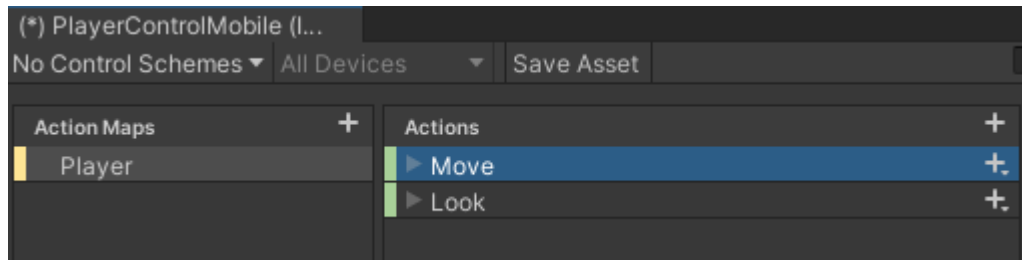 (*) PlayerControlMobile (I...
No Control Schemes All Devices Save Asset
Action Maps + Actions +
Player Move +
Look +